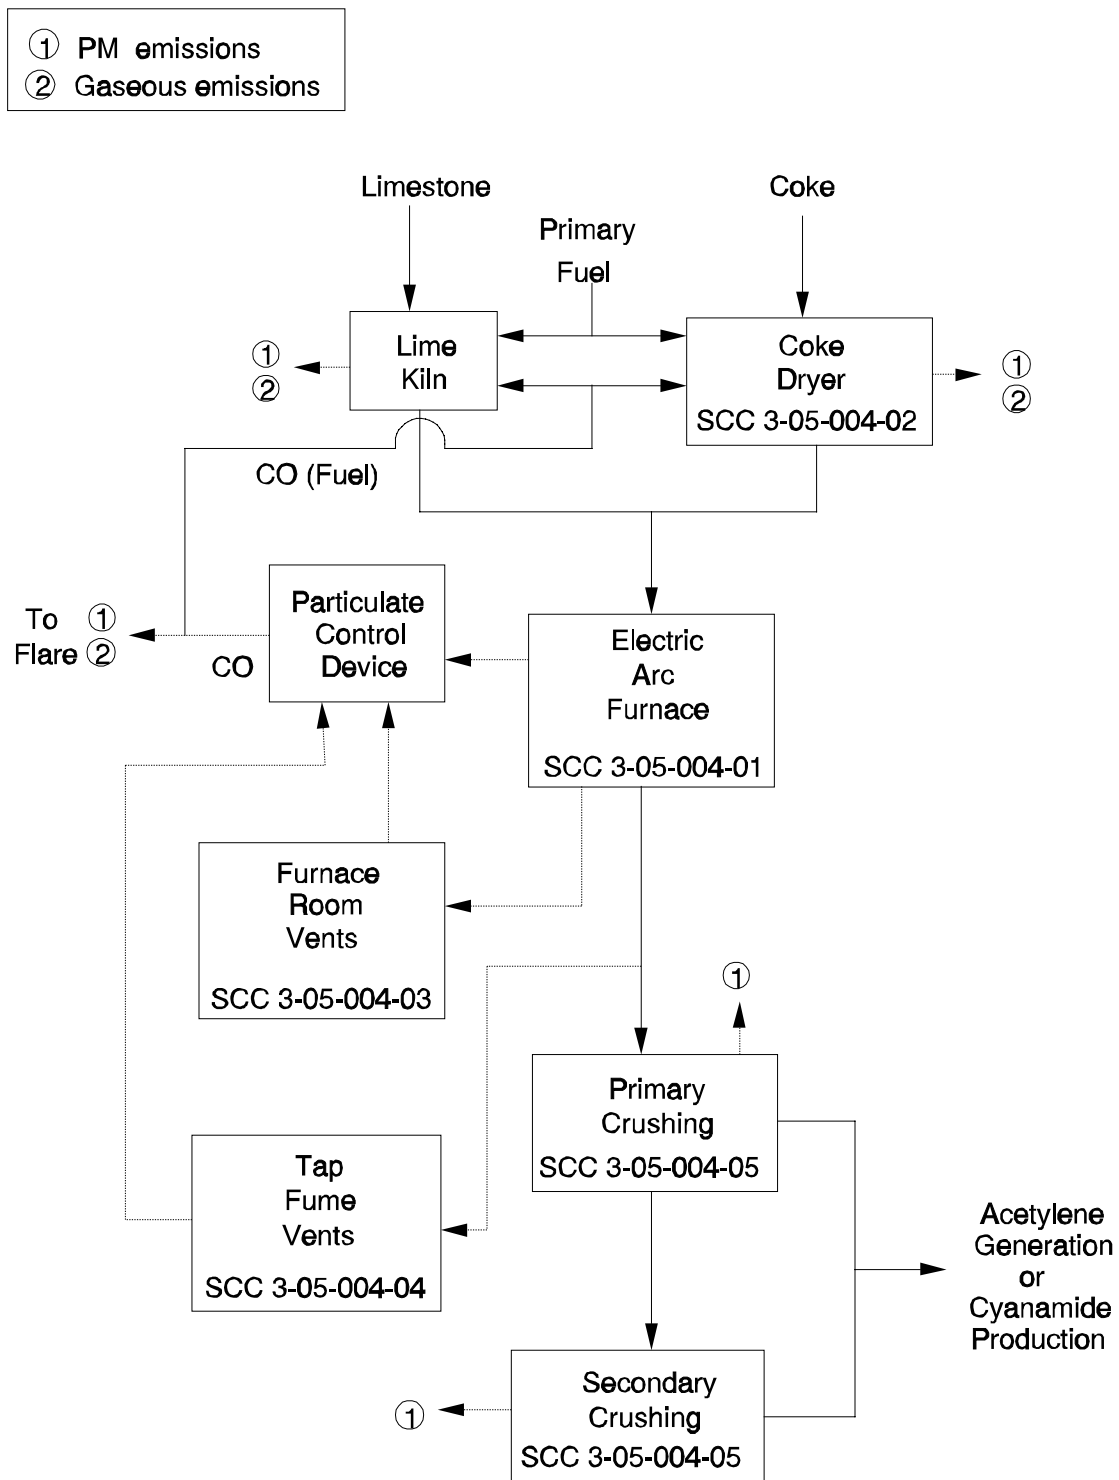 ① PM emissions
② Gaseous emissions
Limestone
Coke
Primary
Fuel
Lime
Kiln
①
②
Coke
Dryer
SCC 3-05-004-02
①
②
CO (Fuel)
Particulate
Control
Device
To ①
Flare ②
CO
Electric
Arc
Furnace
SCC 3-05-004-01
Furnace
Room
Vents
SCC 3-05-004-03
①
Primary
Crushing
SCC 3-05-004-05
Tap
Fume
Vents
SCC 3-05-004-04
Acetylene
Generation
or
Cyanamide
Production
Secondary
Crushing
SCC 3-05-004-05
①